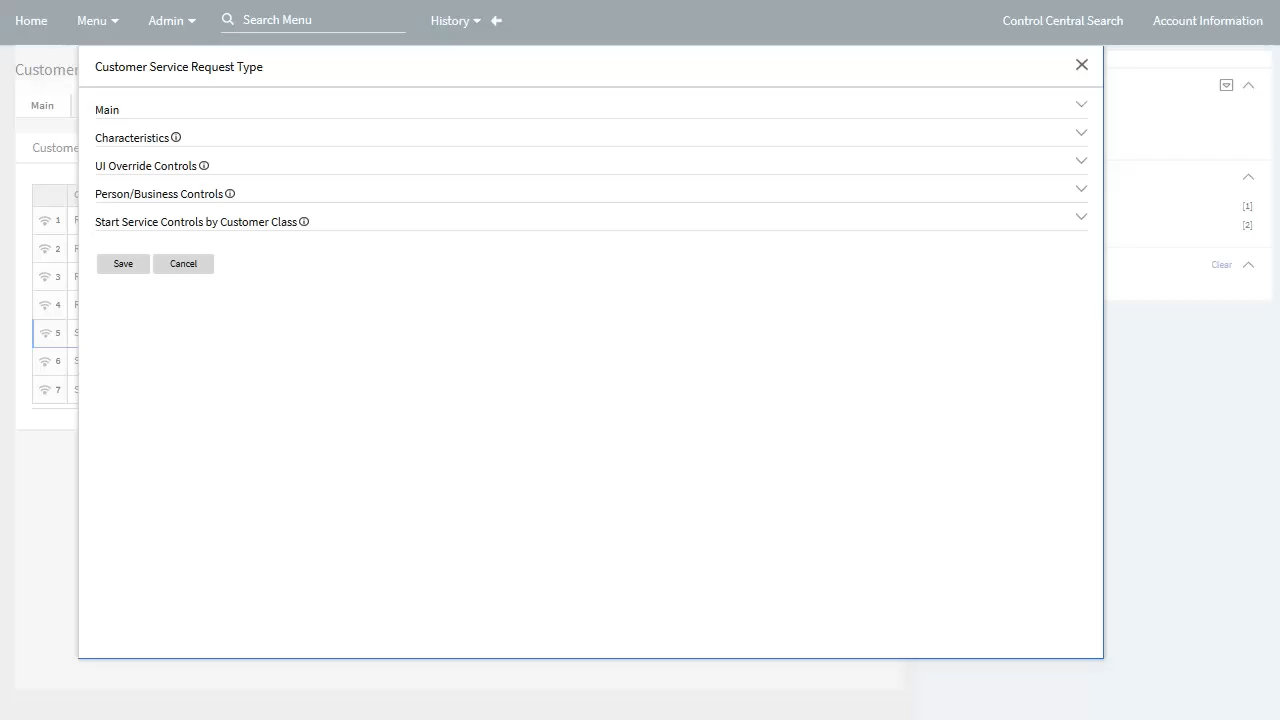 Home Menu Admin Search Menu History Control Central Search Account Information
Customer
Customer Service Request Type
Main
Main
Custome
Characteristics
UI Override Controls
Person/Business Controls
Start Service Controls by Customer Class
Save Cancel
1
2
3
4
5
6
7
[1]
[2]
Clear